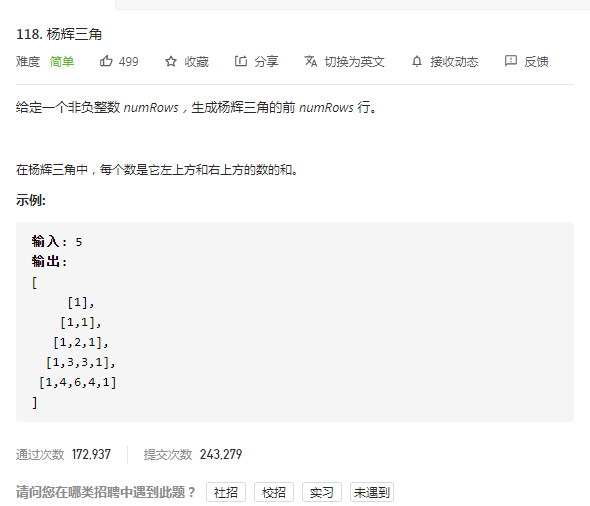 118. 杨辉三角
难度 简单 499 收藏 分享 切换为英文 接收动态 反馈
给定一个非负整数 numRows，生成杨辉三角的前 numRows 行。
在杨辉三角中，每个数是它左上方和右上方的数的和。
示例:
输入: 5
输出:
[
[1],
[1,1],
[1,2,1],
[1,3,3,1],
[1,4,6,4,1]
]
通过次数 172,937 提交次数 243,279
请问您在哪类招聘中遇到此题？ 社招 校招 实习 未遇到